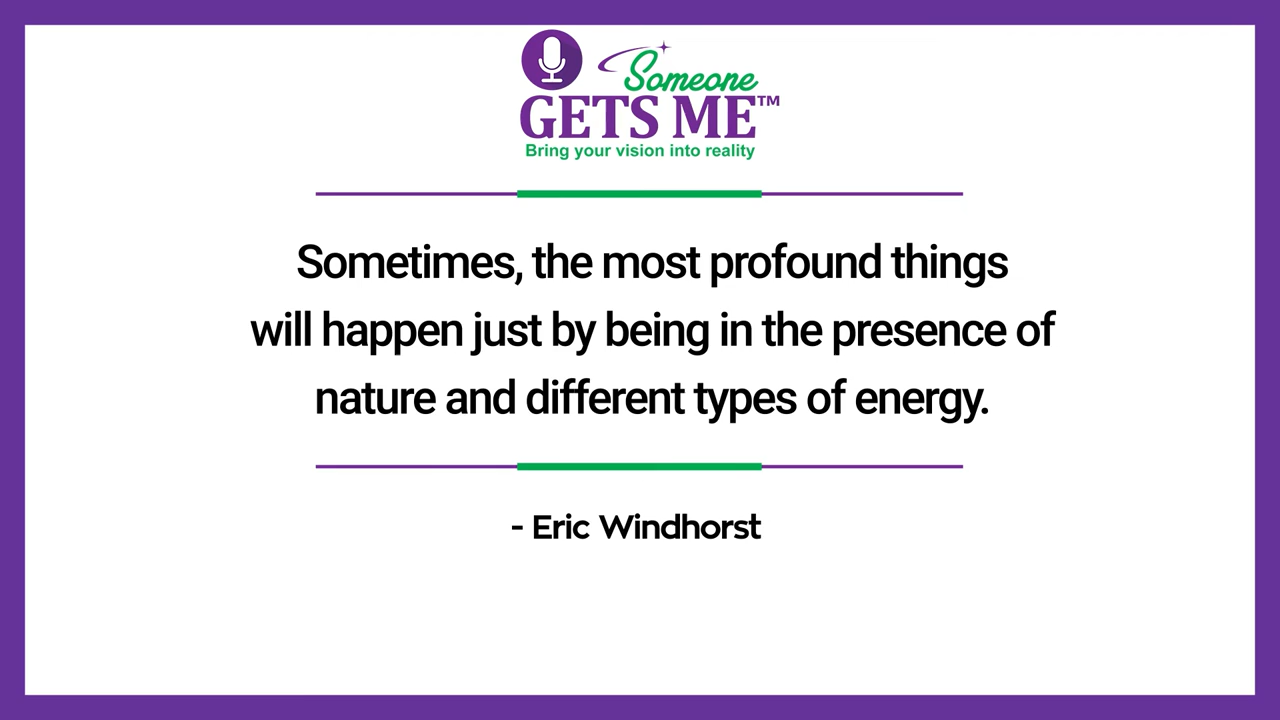 Someone
GETS ME™
Bring your vision into reality
Sometimes, the most profound things
will happen just by being in the presence of
nature and different types of energy.
- Eric Windhorst